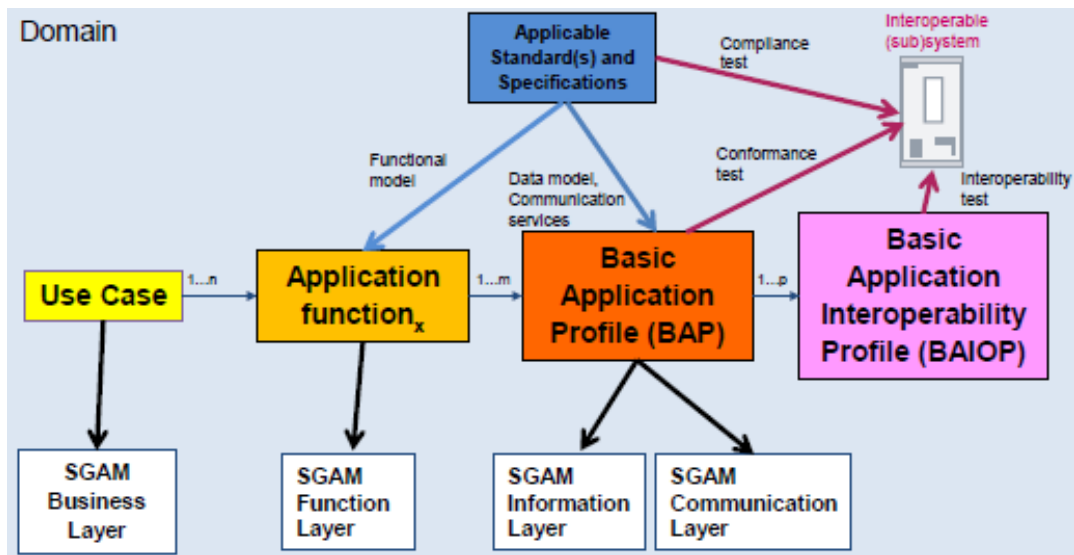 Domain
Applicable
Standard(s) and
Specifications
Compliance
test
Interoperable
(sub)system
Functional
model
Data model,
Communication
services
Conformance
test
Interoperability
test
Use Case
1...n
Application
functionx
1...m
Basic
Application
Profile (BAP)
1...p
Basic
Application
Interoperability
Profile (BAIOP)
SGAM
Business
Layer
SGAM
Function
Layer
SGAM
Information
Layer
SGAM
Communication
Layer